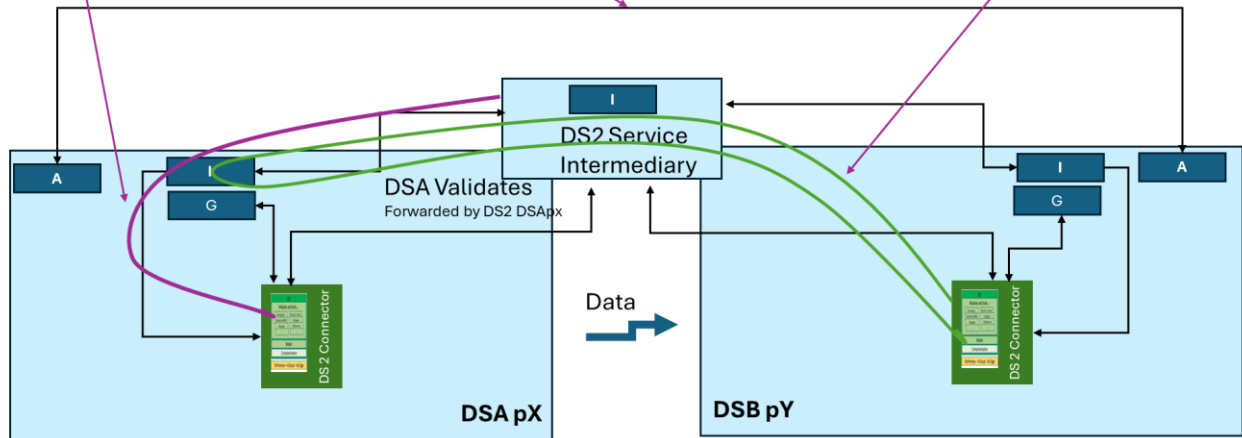 I
DS2 Service
Intermediary
A
I
G
DSA Validates
Forwarded by DS2 DSApx
I
A
G
DS 2 Connector
Data
DS 2 Connector
DSA pX
DSB pY